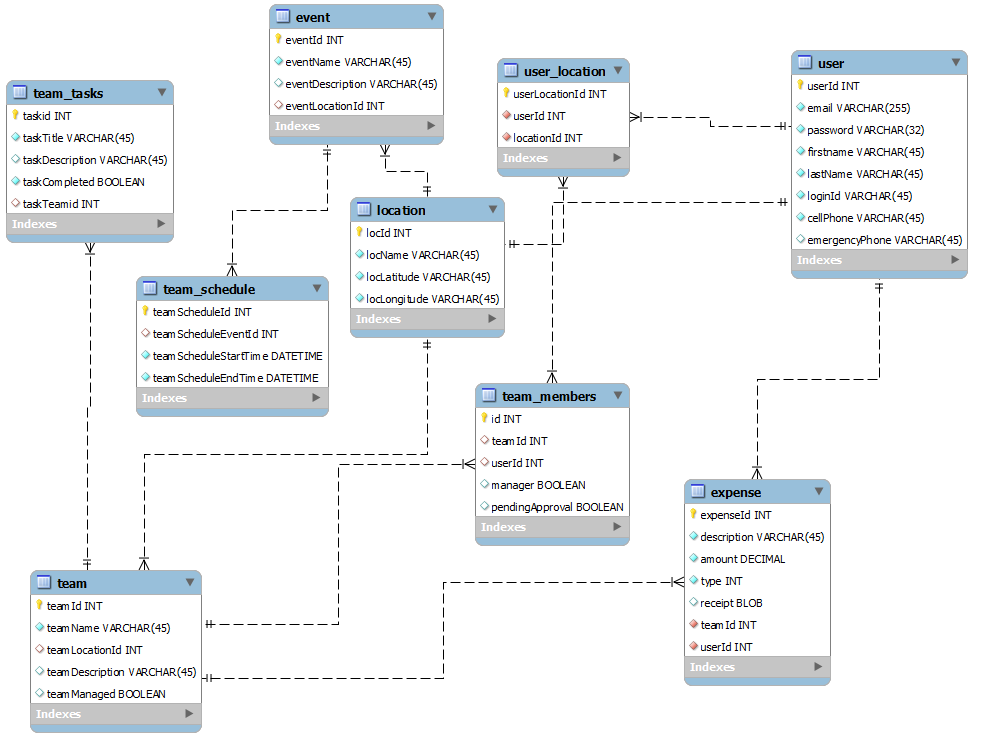 event
eventId INT
eventName VARCHAR(45)
eventDescription VARCHAR(45)
eventLocationId INT
Indexes
team_tasks
taskid INT
taskTitle VARCHAR(45)
taskDescription VARCHAR(45)
taskCompleted BOOLEAN
taskTeamid INT
Indexes
user_location
userLocationId INT
userId INT
locationId INT
Indexes
user
userId INT
email VARCHAR(255)
password VARCHAR(32)
firstname VARCHAR(45)
lastName VARCHAR(45)
loginId VARCHAR(45)
cellPhone VARCHAR(45)
emergencyPhone VARCHAR(45)
Indexes
location
locId INT
locName VARCHAR(45)
locLatitude VARCHAR(45)
locLongitude VARCHAR(45)
Indexes
team_schedule
teamScheduleId INT
teamScheduleEventId INT
teamScheduleStartTime DATETIME
teamScheduleEndTime DATETIME
Indexes
team_members
id INT
teamId INT
userId INT
manager BOOLEAN
pendingApproval BOOLEAN
Indexes
expense
expenseId INT
description VARCHAR(45)
amount DECIMAL
type INT
receipt BLOB
teamId INT
userId INT
Indexes
team
teamId INT
teamName VARCHAR(45)
teamLocationId INT
teamDescription VARCHAR(45)
teamManaged BOOLEAN
Indexes